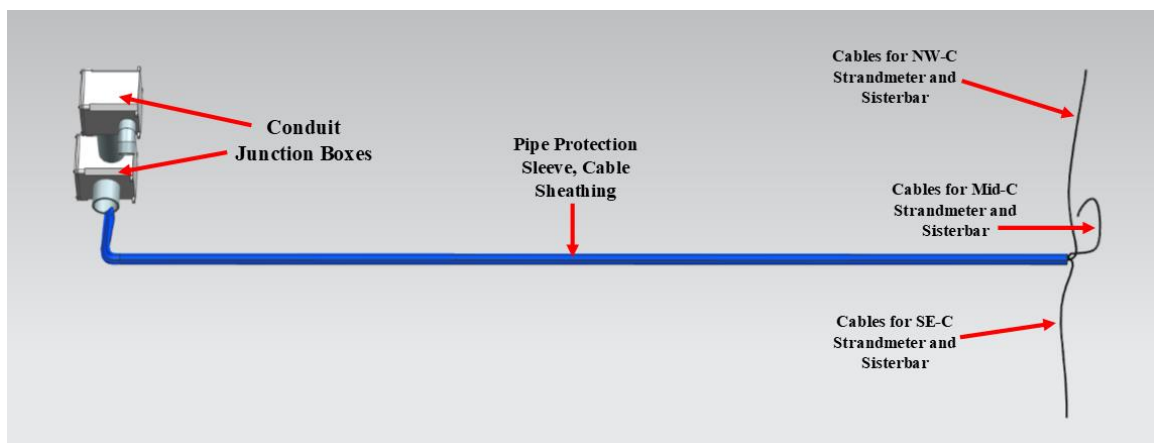 Conduit
Junction Boxes
Pipe Protection
Sleeve, Cable
Sheathing
Cables for NW-C
Strandmeter and
Sisterbar
Cables for Mid-C
Strandmeter and
Sisterbar
Cables for SE-C
Strandmeter and
Sisterbar